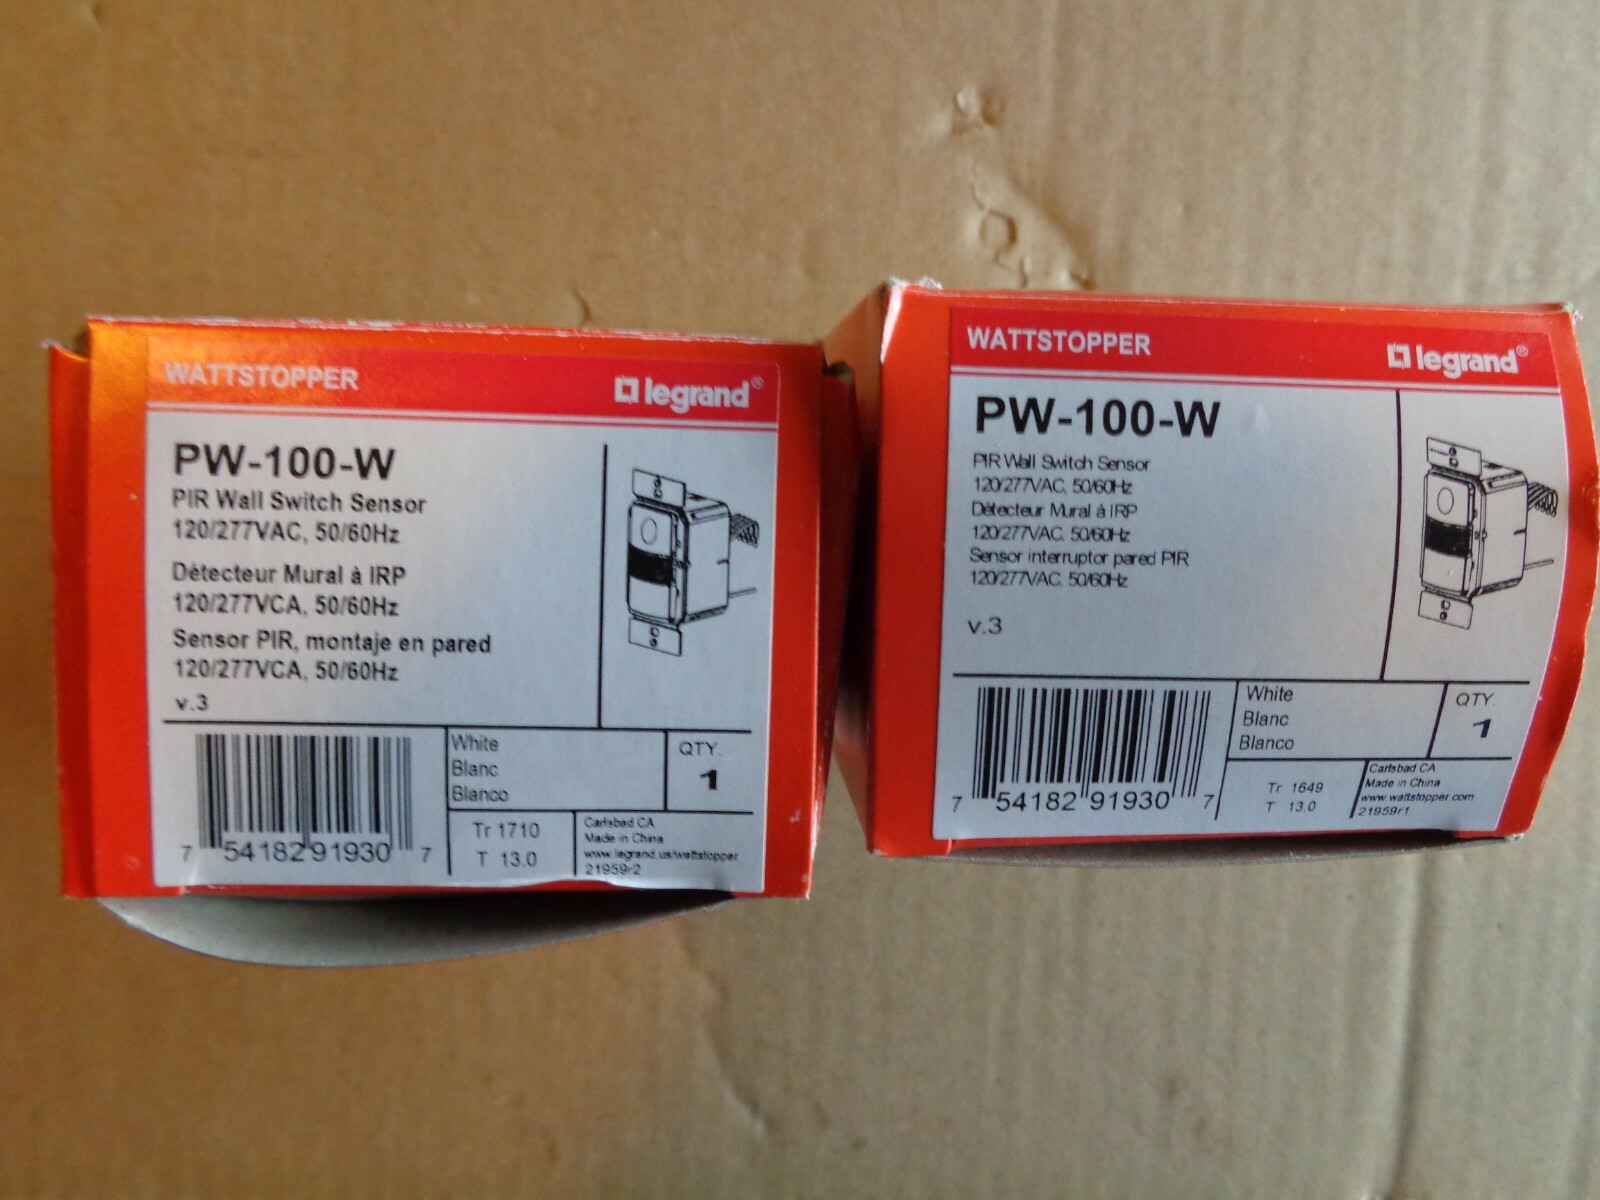 WATTSTOPPER
legrand®
PW-100-W
PIR Wall Switch Sensor
120/277VAC, 50/60Hz
Détecteur Mural à IRP
120/277VCA, 50/60Hz
Sensor PIR, montaje en pared
120/277VCA, 50/60Hz
v.3
White
Blanc
Blanco
QTY.
1
7 54182 91930 7
Tr 1710
T 13.0
Carlsbad CA
Made in China
www.legrand.us/wattstopper
21959r2
WATTSTOPPER
legrand®
PW-100-W
PIR Wall Switch Sensor
120/277VAC, 50/60Hz
Détecteur Mural à IRP
120/277VAC. 50/60Hz
Sensor interruptor pared PIR
120/277VAC. 50/60Hz
v.3
White
Blanc
Blanco
QTY.
1
7 54182 91930 7
Tr 1649
T 13.0
Carlsbad CA
Made in China
www.wattstopper.com
21959r1